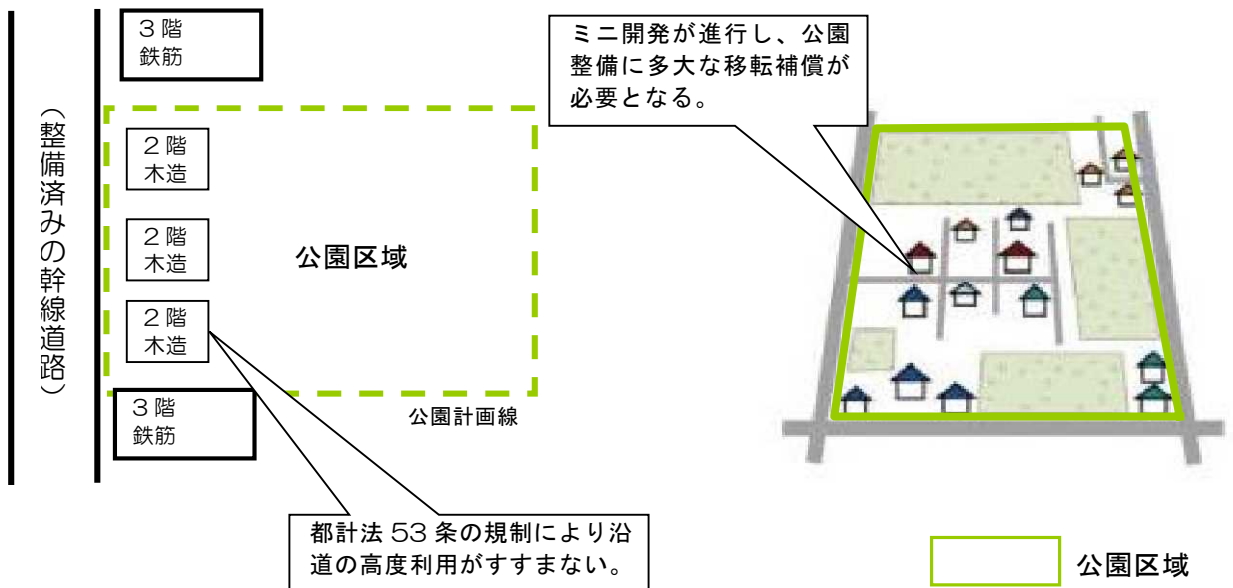 3階
鉄筋
(整備済みの幹線道路)
2階
木造
2階
木造
2階
木造
公園区域
3階
鉄筋
公園計画線
都計法 53 条の規制により沿
道の高度利用がすすまない。
ミニ開発が進行し、公園
整備に多大な移転補償が
必要となる。
公園区域